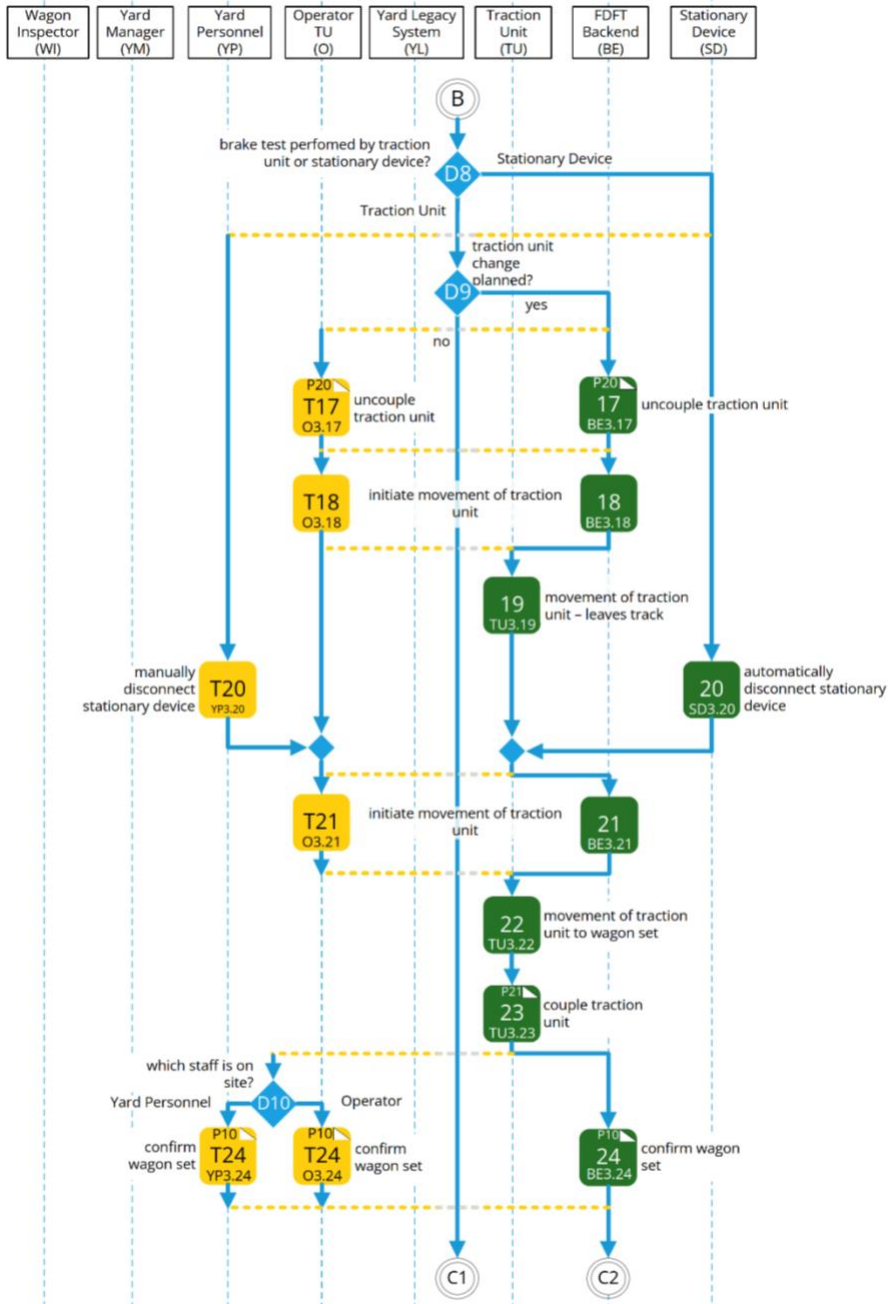 Wagon
Inspector
(WI)
Yard
Manager
(YM)
Yard
Personnel
(YP)
Operator
TU
(O)
Yard Legacy
System
(YL)
Traction
Unit
(TU)
FDFT
Backend
(BE)
Stationary
Device
(SD)
B
brake test perfomed by traction
unit or stationary device?
D8
Stationary Device
Traction Unit
traction unit
change
planned?
D9
yes
no
P20
T17
O3.17
uncouple
traction unit
P20
17
BE3.17
uncouple traction unit
T18
O3.18
initiate movement of traction
unit
18
BE3.18
19
TU3.19
movement of traction
unit – leaves track
manually
disconnect
stationary device
T20
YP3.20
20
SD3.20
automatically
disconnect stationary
device
T21
O3.21
initiate movement of traction
unit
21
BE3.21
22
TU3.22
movement of traction
unit to wagon set
P21
23
TU3.23
couple traction
unit
which staff is on
site?
D10
Yard Personnel
Operator
confirm
wagon set
P10
T24
YP3.24
P10
T24
O3.24
confirm
wagon set
P10
24
BE3.24
confirm wagon
set
C1
C2